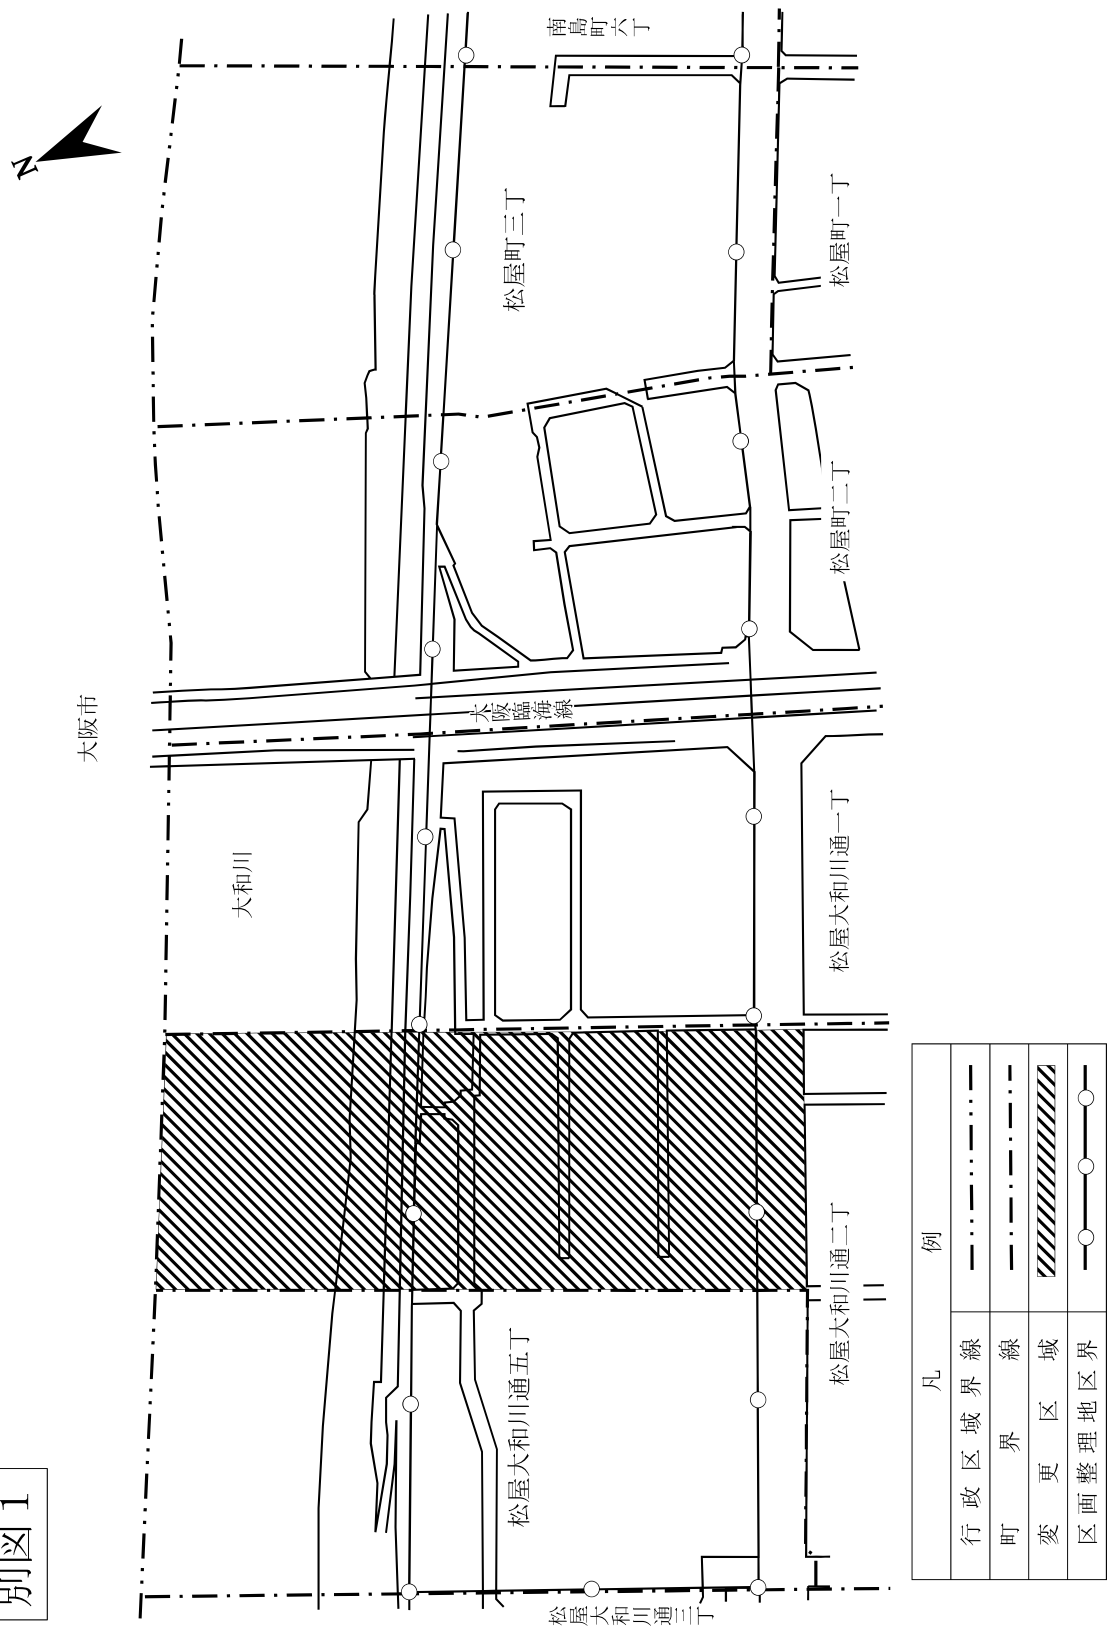 別図1
N
大阪市
大和川
大阪臨海線
南島町六丁
松屋町三丁
松屋町一丁
松屋町二丁
松屋大和川通一丁
松屋大和川通二丁
松屋大和川通五丁
松屋大和川通三丁
凡例
行政区域界線
町界線
変更区域
区画整理地区界